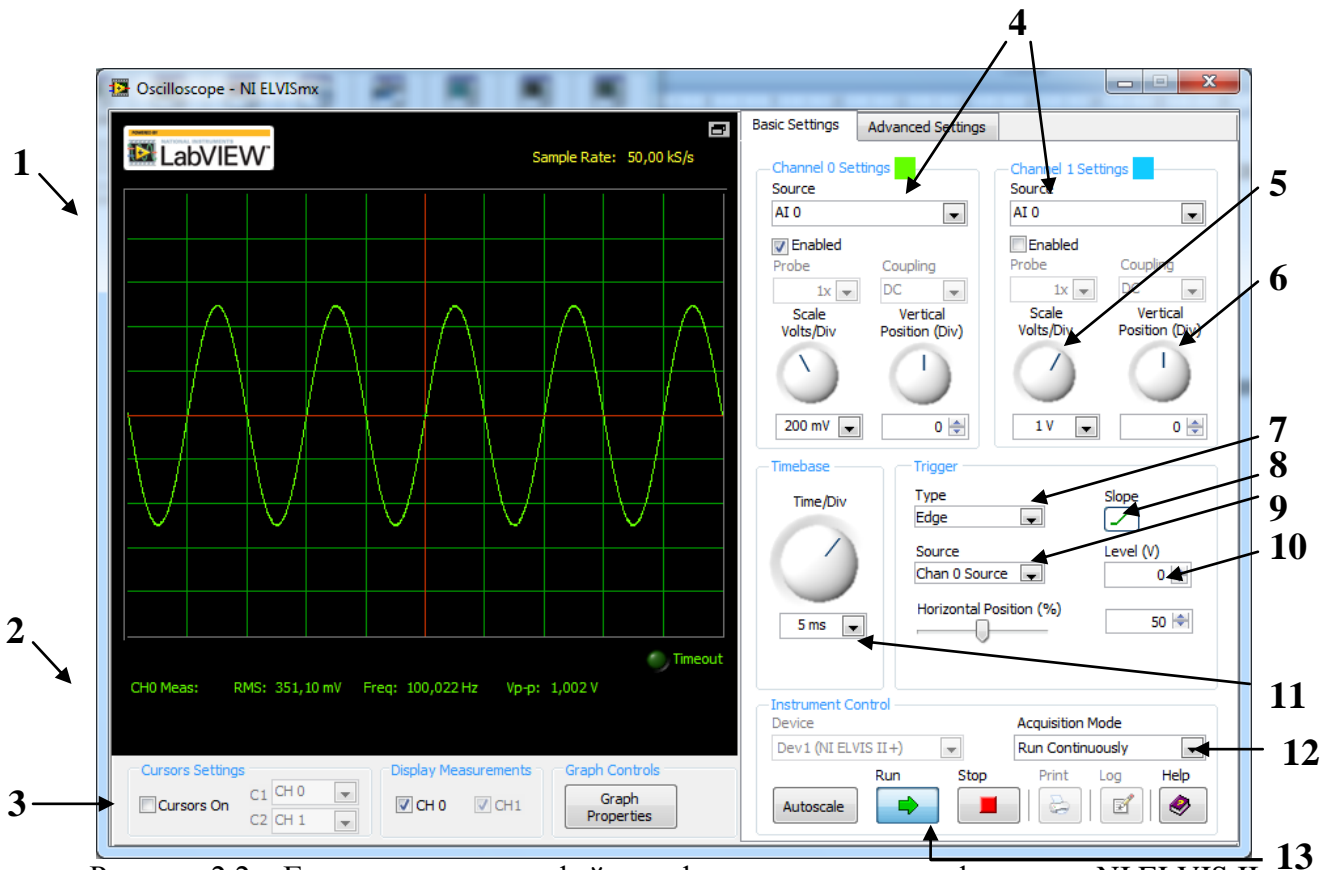 4
Oscilloscope - NI ELVISmx
POWERED BY
NATIONAL INSTRUMENTS
LabVIEW
Sample Rate: 50,00 kS/s
1
Timeout
2
CH0 Meas: RMS: 351,10 mV Freq: 100,022 Hz Vp-p: 1,002 V
3
Cursors Settings
Cursors On
C1 CH 0
C2 CH 1
Display Measurements
CH 0
CH1
Graph Controls
Graph
Properties
Basic Settings
Advanced Settings
Channel 0 Settings
Source
AI 0
Enabled
Probe
Coupling
1x
DC
Scale
Volts/Div
Vertical
Position (Div)
200 mV
0
Channel 1 Settings
Source
AI 0
Enabled
Probe
Coupling
1x
DC
Scale
Volts/Div
Vertical
Position (Div)
1 V
0
5
6
7
8
9
10
Timebase
Time/Div
5 ms
Trigger
Type
Edge
Slope
Source
Chan 0 Source
Level (V)
0
Horizontal Position (%)
50
11
Instrument Control
Device
Dev1 (NI ELVIS II+)
Acquisition Mode
Run Continuously
12
Autoscale
Run
Stop
Print
Log
Help
13
NI ELVIS II